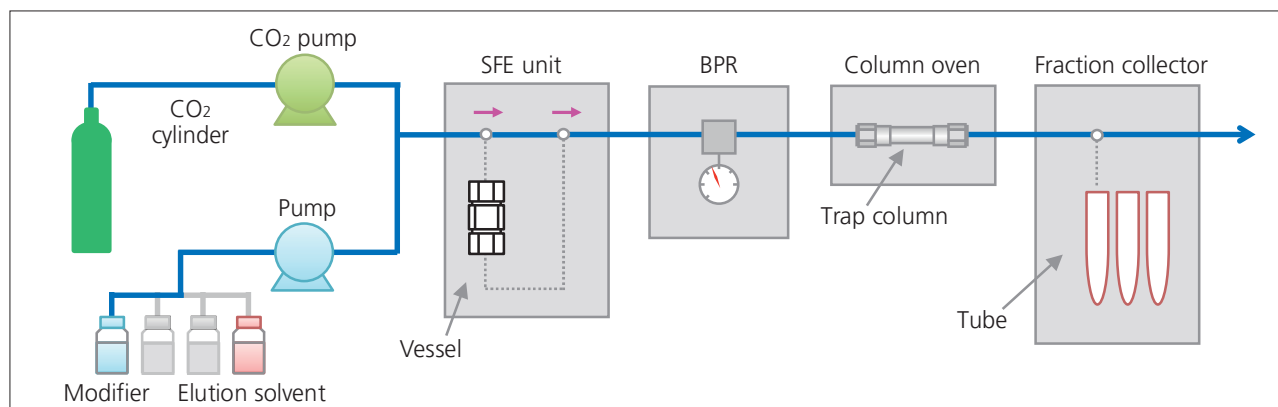 CO₂ pump
SFE unit
BPR
Column oven
Fraction collector
CO₂
cylinder
Pump
Trap column
Tube
Vessel
Modifier
Elution solvent